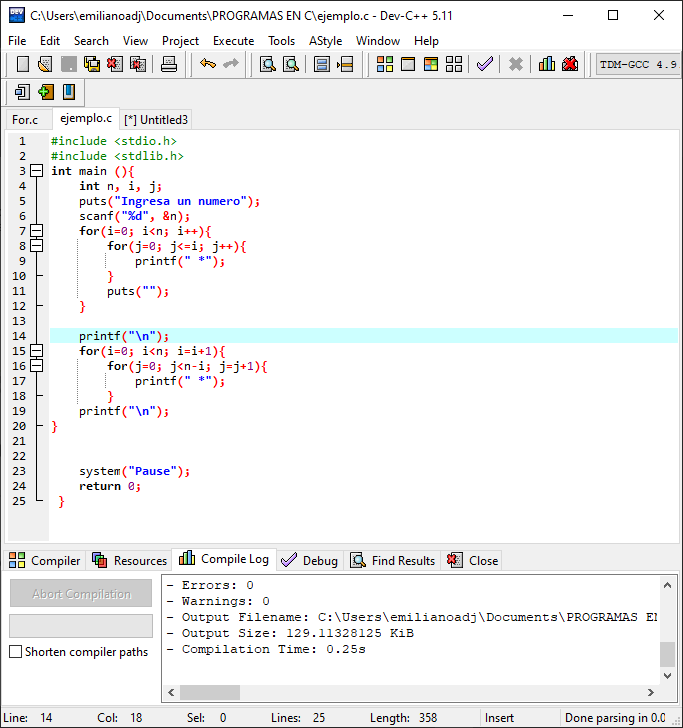 C:\Users\emilianoadj\Documents\PROGRAMAS EN C\ejemplo.c - Dev-C++ 5.11
File Edit Search View Project Execute Tools AStyle Window Help
TDM-GCC 4.9
For.c ejemplo.c [*] Untitled3
1 #include <stdio.h>
2 #include <stdlib.h>
3 int main (){
4 int n, i, j;
5 puts("Ingresa un numero");
6 scanf("%d", &n);
7 for(i=0; i<n; i++){
8 for(j=0; j<=i; j++){
9 printf(" *");
10 }
11 puts("");
12 }
13
14 printf("\n");
15 for(i=0; i<n; i=i+1){
16 for(j=0; j<n-i; j=j+1){
17 printf(" *");
18 }
19 printf("\n");
20 }
21
22
23 system("Pause");
24 return 0;
25 }
Compiler Resources Compile Log Debug Find Results Close
Abort Compilation
Shorten compiler paths
- Errors: 0
- Warnings: 0
- Output Filename: C:\Users\emilianoadj\Documents\PROGRAMAS EN
- Output Size: 129.11328125 KiB
- Compilation Time: 0.25s
Line: 14 Col: 18 Sel: 0 Lines: 25 Length: 358 Insert Done parsing in 0.0